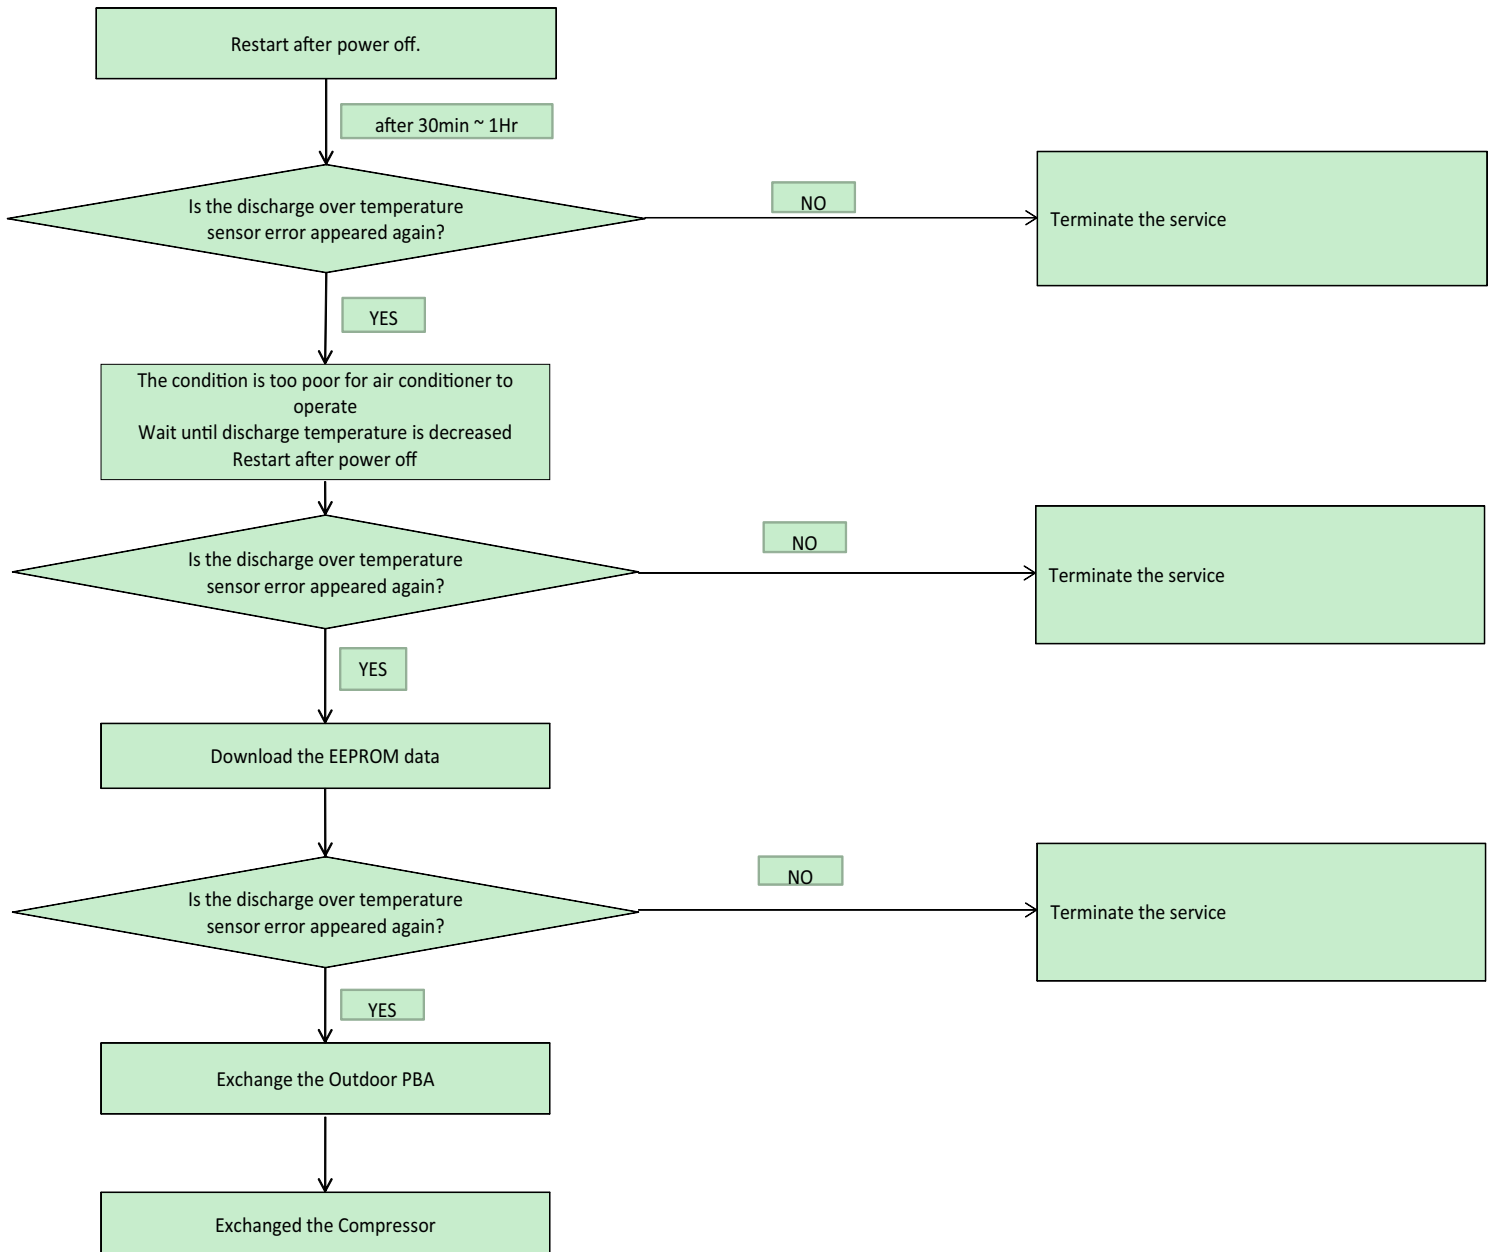 Restart after power off.
after 30min ~ 1Hr
Is the discharge over temperature
sensor error appeared again?
NO
Terminate the service
YES
The condition is too poor for air conditioner to
operate
Wait until discharge temperature is decreased
Restart after power off
Is the discharge over temperature
sensor error appeared again?
NO
Terminate the service
YES
Download the EEPROM data
Is the discharge over temperature
sensor error appeared again?
NO
Terminate the service
YES
Exchange the Outdoor PBA
Exchanged the Compressor